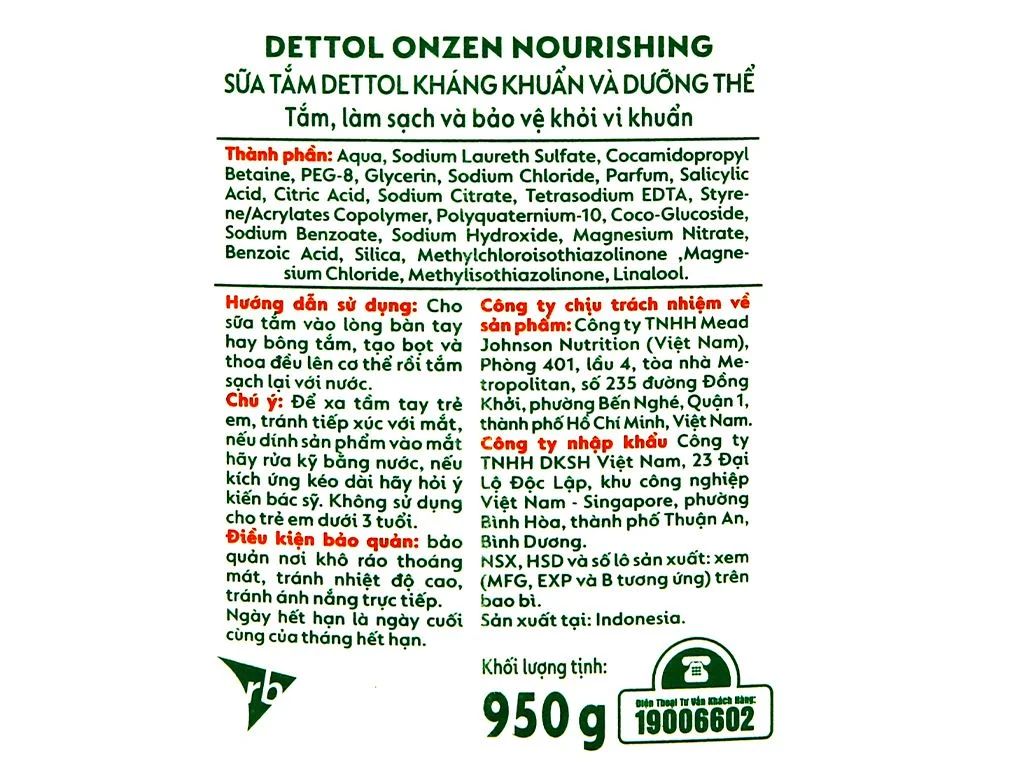 DETTOL ONZEN NOURISHING
SỮA TẮM DETTOL KHÁNG KHUẨN VÀ DƯỠNG THỂ
Tắm, làm sạch và bảo vệ khỏi vi khuẩn
Thành phần: Aqua, Sodium Laureth Sulfate, Cocamidopropyl
Betaine, PEG-8, Glycerin, Sodium Chloride, Parfum, Salicylic
Acid, Citric Acid, Sodium Citrate, Tetrasodium EDTA, Styre-
ne/Acrylates Copolymer, Polyquaternium-10, Coco-Glucoside,
Sodium Benzoate, Sodium Hydroxide, Magnesium Nitrate,
Benzoic Acid, Silica, Methylchloroisothiazolinone ,Magne-
sium Chloride, Methylisothiazolinone, Linalool.
Hướng dẫn sử dụng: Cho
sữa tắm vào lòng bàn tay
hay bông tắm, tạo bọt và
thoa đều lên cơ thể rồi tắm
sạch lại với nước.
Chú ý: Để xa tầm tay trẻ
em, tránh tiếp xúc với mắt,
nếu dính sản phẩm vào mắt
hãy rửa kỹ bằng nước, nếu
kích ứng kéo dài hãy hỏi ý
kiến bác sỹ. Không sử dụng
cho trẻ em dưới 3 tuổi.
Điều kiện bảo quản: bảo
quản nơi khô ráo thoáng
mát, tránh nhiệt độ cao,
tránh ánh nắng trực tiếp.
Ngày hết hạn là ngày cuối
cùng của tháng hết hạn.
Công ty chịu trách nhiệm về
sản phẩm: Công ty TNHH Mead
Johnson Nutrition (Việt Nam),
Phòng 401, lầu 4, tòa nhà Me-
tropolitan, số 235 đường Đồng
Khởi, phường Bến Nghé, Quận 1,
thành phố Hồ Chí Minh, Việt Nam.
Công ty nhập khẩu Công ty
TNHH DKSH Việt Nam, 23 Đại
Lộ Độc Lập, khu công nghiệp
Việt Nam - Singapore, phường
Bình Hòa, thành phố Thuận An,
Bình Dương.
NSX, HSD và số lô sản xuất: xem
(MFG, EXP và B tương ứng) trên
bao bì.
Sản xuất tại: Indonesia.
rb
Khối lượng tịnh:
950 g
Điện Thoại Tư Vấn Khách Hàng:
19006602